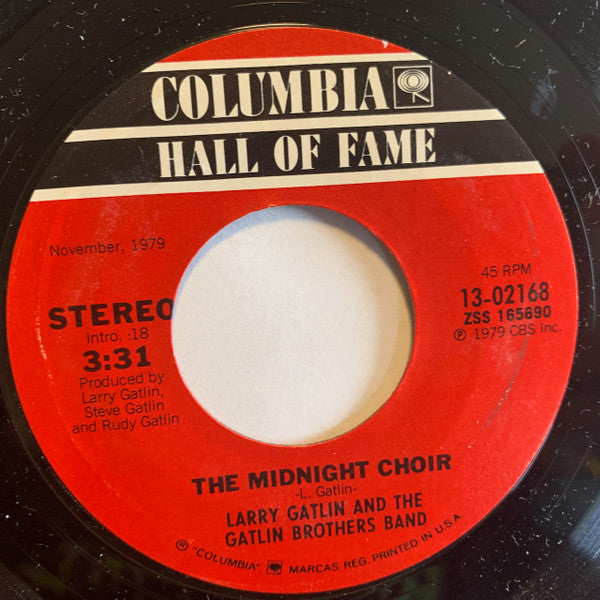 COLUMBIA
HALL OF FAME
November, 1979
STEREO
Intro. :18
3:31
Produced by
Larry Gatlin,
Steve Gatlin
and Rudy Gatlin
45 RPM
13-02168
ZSS 165690
Ⓟ 1979 CBS Inc.
THE MIDNIGHT CHOIR
-L. Gatlin-
LARRY GATLIN AND THE
GATLIN BROTHERS BAND
® "COLUMBIA", MARCAS REG. PRINTED IN U.S.A.